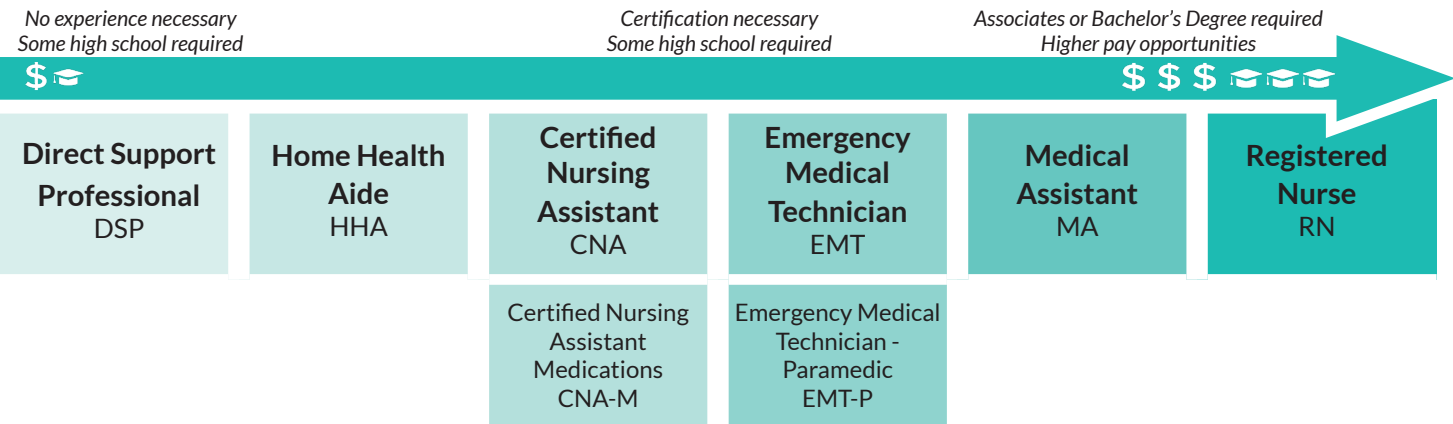 No experience necessary
Some high school required
Certification necessary
Some high school required
Associates or Bachelor’s Degree required
Higher pay opportunities
$
$ $ $
Direct Support
Professional
DSP
Home Health
Aide
HHA
Certified
Nursing
Assistant
CNA
Emergency
Medical
Technician
EMT
Medical
Assistant
MA
Registered
Nurse
RN
Certified Nursing
Assistant
Medications
CNA-M
Emergency Medical
Technician -
Paramedic
EMT-P